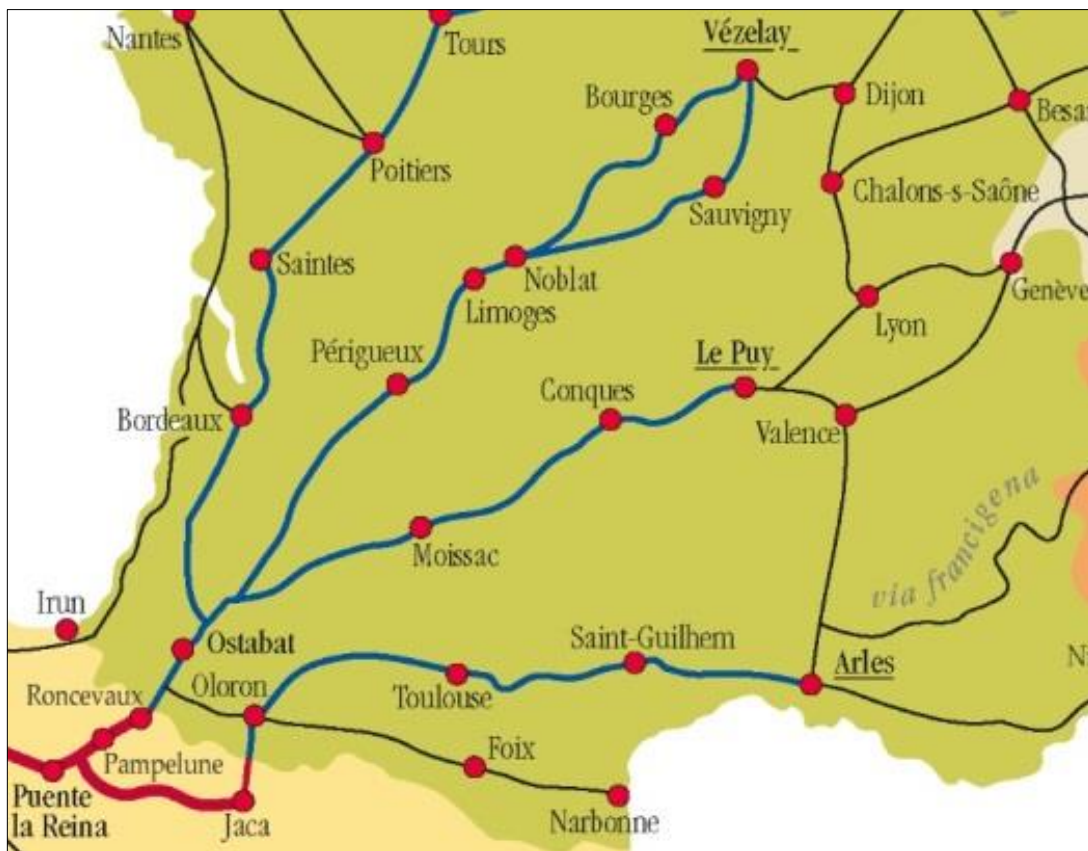 Nantes
Tours
Vézelay
Bourges
Dijon
Besa
Poitiers
Chalons-s-Saône
Sauvigny
Saintes
Noblat
Genève
Limoges
Lyon
Périgueux
Le Puy
Conques
Bordeaux
Valence
Moissac
via francigena
Irun
Ostabat
Saint-Guilhem
Arles
Roncevaux
Oloron
Toulouse
Pampelune
Foix
Puente
la Reina
Jaca
Narbonne